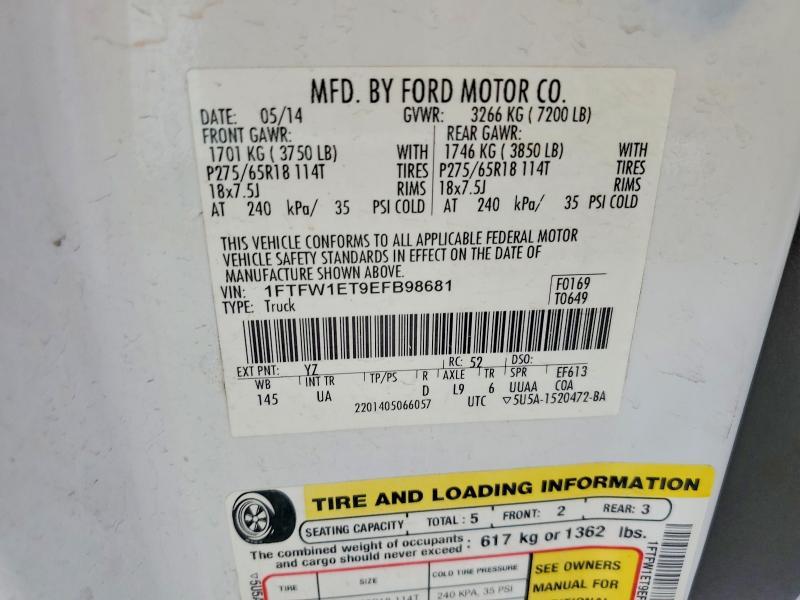 MFD. BY FORD MOTOR CO.
DATE: 05/14 GVWR: 3266 KG ( 7200 LB)
FRONT GAWR: REAR GAWR:
1701 KG ( 3750 LB) WITH 1746 KG ( 3850 LB) WITH
P275/65R18 114T TIRES P275/65R18 114T TIRES
18x7.5J RIMS 18x7.5J RIMS
AT 240 kPa/ 35 PSI COLD AT 240 kPa/ 35 PSI COLD
THIS VEHICLE CONFORMS TO ALL APPLICABLE FEDERAL MOTOR
VEHICLE SAFETY STANDARDS IN EFFECT ON THE DATE OF
MANUFACTURE SHOWN ABOVE.
VIN: 1FTFW1ET9EFB98681 F0169
TYPE: Truck T0649
EXT PNT: YZ RC: 52 DSO:
WB INT TR TP/PS R AXLE TR SPR EF613
145 UA D L9 6 UUAA COA
2201405066057 UTC ▽5U5A-1520472-BA
TIRE AND LOADING INFORMATION
SEATING CAPACITY TOTAL : 5 FRONT: 2 REAR: 3
The combined weight of occupants
and cargo should never exceed : 617 kg or 1362 lbs.
TIRE SIZE COLD TIRE PRESSURE SEE OWNERS
114T 240 KPA, 35 PSI MANUAL FOR
▽5U5A
1FTFW1ET9EF